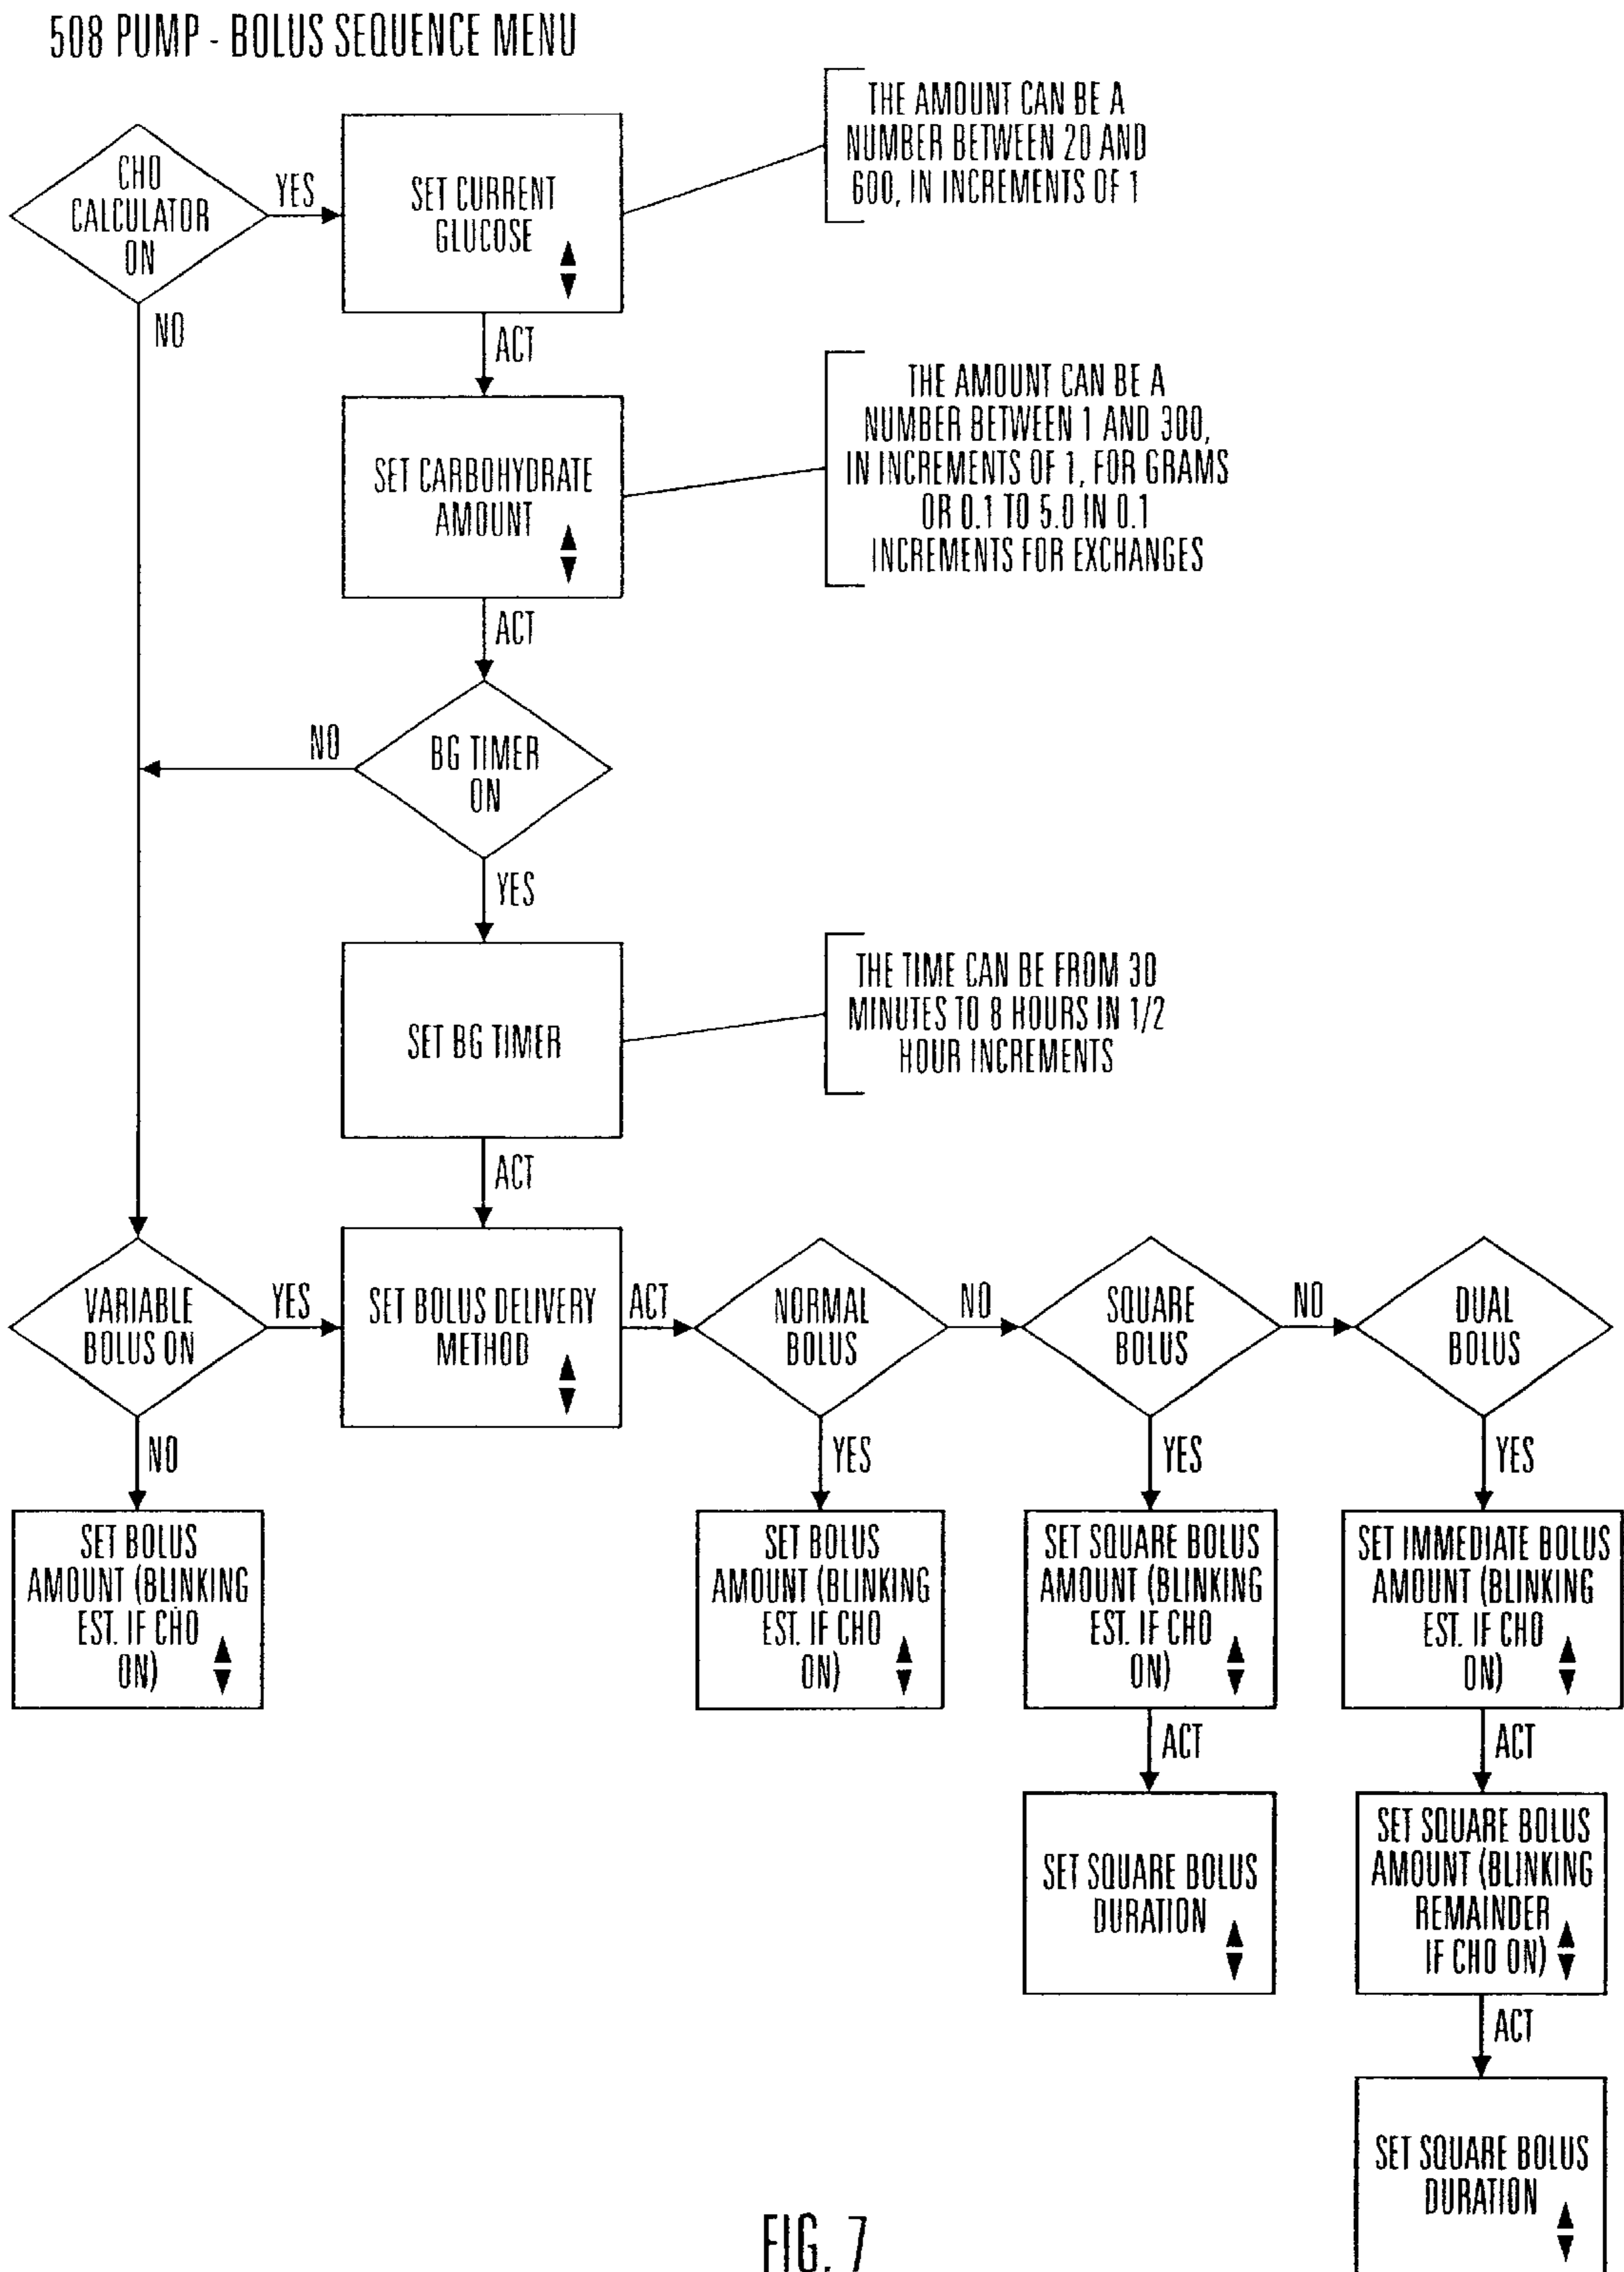 508 PUMP - BOLUS SEQUENCE MENU
CHO
CALCULATOR
ON
YES
NO
SET CURRENT
GLUCOSE
THE AMOUNT CAN BE A
NUMBER BETWEEN 20 AND
600, IN INCREMENTS OF 1
ACT
SET CARBOHYDRATE
AMOUNT
THE AMOUNT CAN BE A
NUMBER BETWEEN 1 AND 300,
IN INCREMENTS OF 1, FOR GRAMS
OR 0.1 TO 5.0 IN 0.1
INCREMENTS FOR EXCHANGES
ACT
BG TIMER
ON
NO
YES
SET BG TIMER
THE TIME CAN BE FROM 30
MINUTES TO 8 HOURS IN 1/2
HOUR INCREMENTS
ACT
VARIABLE
BOLUS ON
YES
NO
SET BOLUS DELIVERY
METHOD
ACT
NORMAL
BOLUS
NO
SQUARE
BOLUS
NO
DUAL
BOLUS
YES
YES
YES
SET BOLUS
AMOUNT (BLINKING
EST. IF CHO
ON)
SET BOLUS
AMOUNT (BLINKING
EST. IF CHO
ON)
SET SQUARE BOLUS
AMOUNT (BLINKING
EST. IF CHO
ON)
SET IMMEDIATE BOLUS
AMOUNT (BLINKING
EST. IF CHO
ON)
ACT
ACT
SET SQUARE BOLUS
DURATION
SET SQUARE BOLUS
AMOUNT (BLINKING
REMAINDER
IF CHO ON)
ACT
SET SQUARE BOLUS
DURATION
FIG. 7